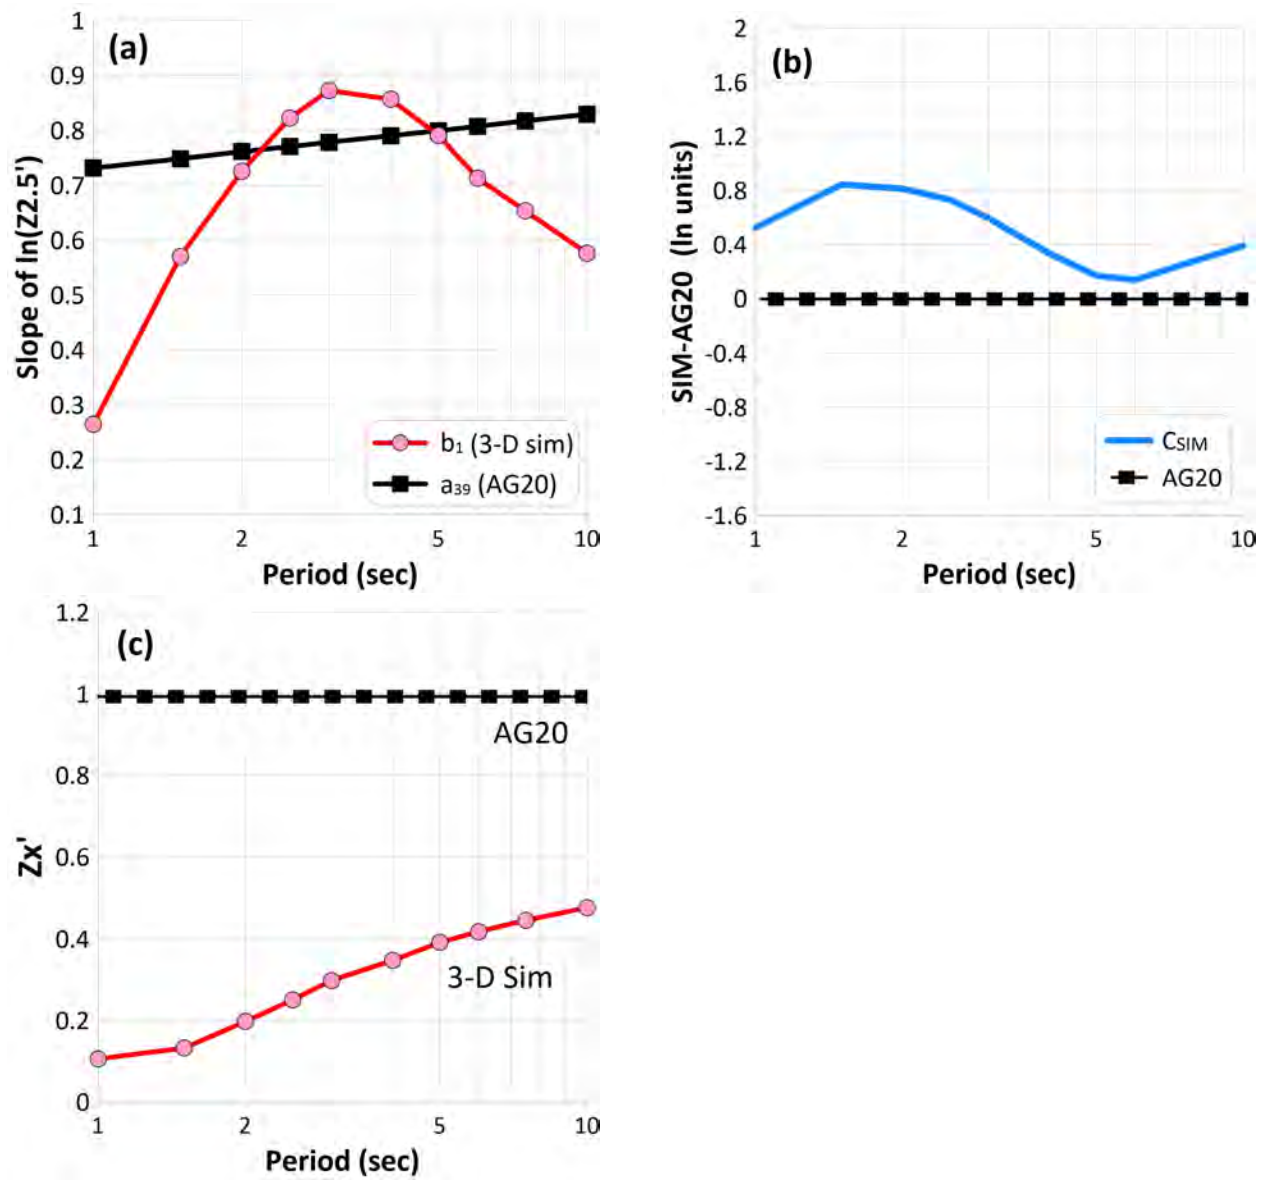 (a)
Slope of ln(Z2.5')
1
0.9
0.8
0.7
0.6
0.5
0.4
0.3
0.2
0.1
b1 (3-D sim)
a39 (AG20)
1 2 5 10
Period (sec)
(b)
SIM-AG20 (ln units)
2
1.6
1.2
0.8
0.4
0
-0.4
-0.8
-1.2
-1.6
CSIM
AG20
1 2 5 10
Period (sec)
(c)
Zx'
1.2
1
0.8
0.6
0.4
0.2
0
AG20
3-D Sim
1 2 5 10
Period (sec)